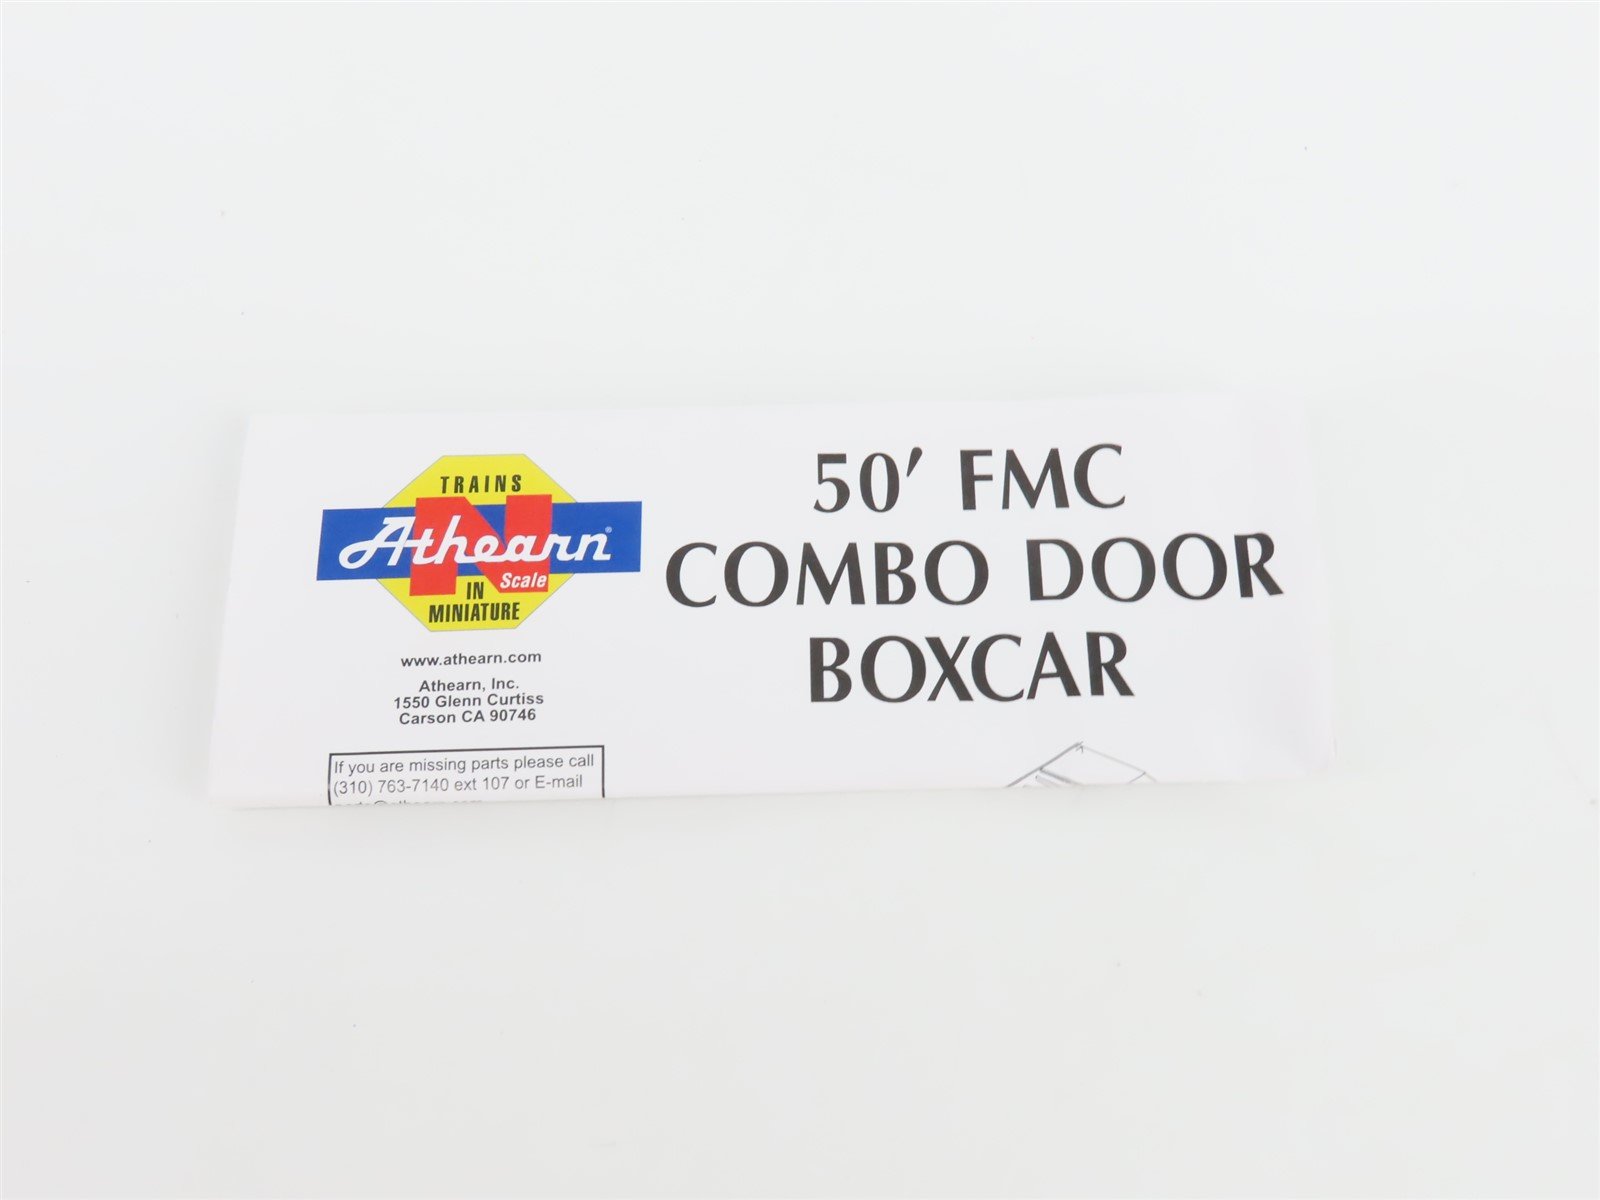 TRAINS
N
Athearn®
Scale
IN
MINIATURE
www.athearn.com
Athearn, Inc.
1550 Glenn Curtiss
Carson CA 90746
If you are missing parts please call
(310) 763-7140 ext 107 or E-mail
50' FMC
COMBO DOOR
BOXCAR